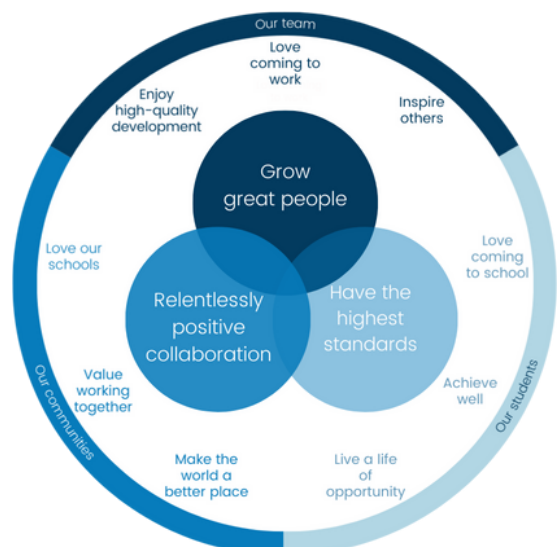 Our team
Love
coming to
work
Enjoy
high-quality
development
Inspire
others
Grow
great people
Love our
schools
Love
coming
to school
Relentlessly
positive
collaboration
Have the
highest
standards
Value
working
together
Achieve
well
Our communities
Our students
Make the
world a
better place
Live a life
of
opportunity